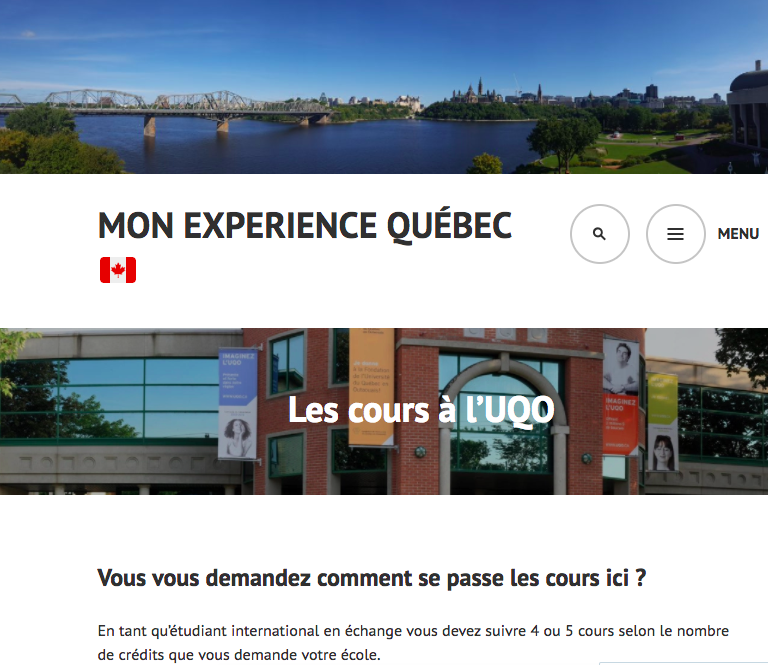 MON EXPERIENCE QUÉBEC
MENU
IMAGINEZ
L'UQO
IMAGINEZ
L'UQO
Les cours à l'UQO
Vous vous demandez comment se passe les cours ici ?
En tant qu'étudiant international en échange vous devez suivre 4 ou 5 cours selon le nombre
de crédits que vous demande votre école.